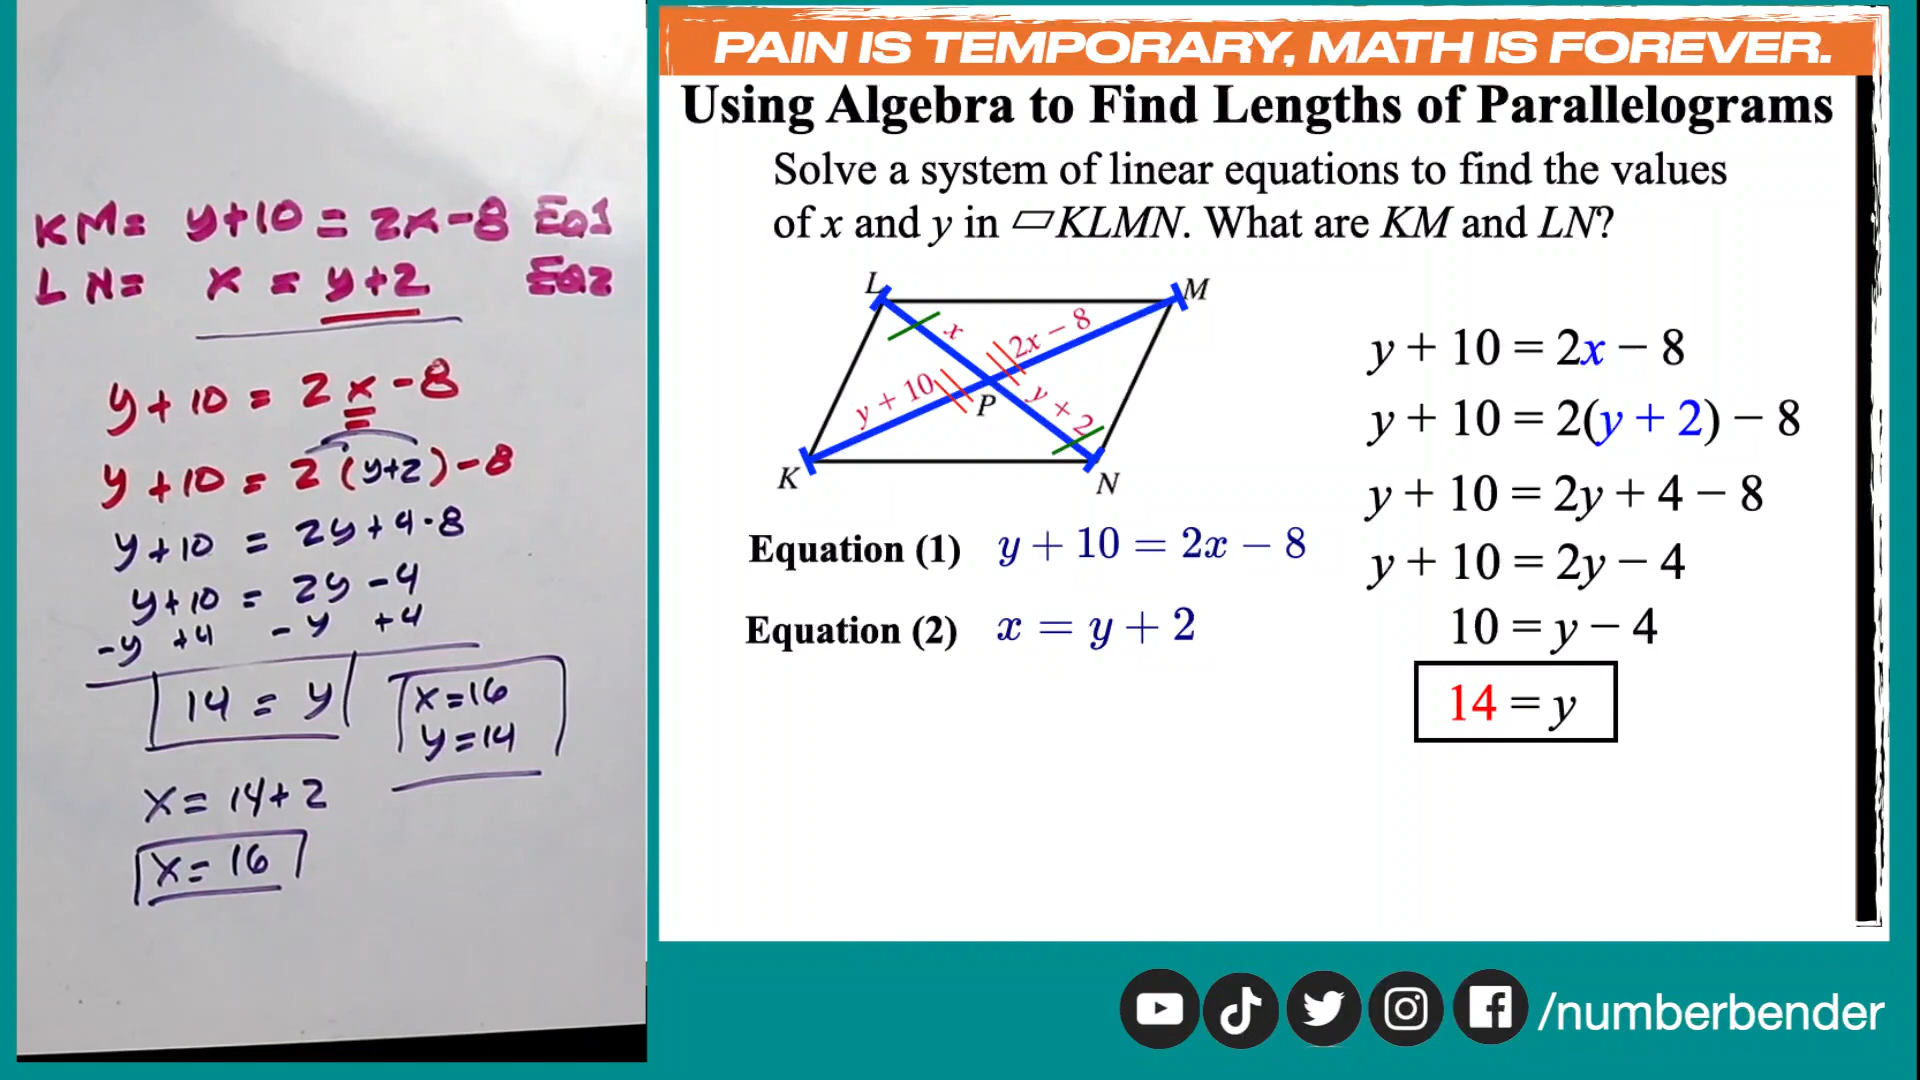 KM= y+10 = 2x-8 Eq1
LN= x = y+2 Eq2
y+10 = 2x-8
y+10 = 2(y+2)-8
y+10 = 2y+4-8
y+10 = 2y-4
-y +4 -y +4
14 = y
x=16
y=14
x= 14+2
x= 16
PAIN IS TEMPORARY, MATH IS FOREVER.
Using Algebra to Find Lengths of Parallelograms
Solve a system of linear equations to find the values
of x and y in ▱KLMN. What are KM and LN?
L
M
x
2x − 8
y + 10
P
y + 2
K
N
Equation (1) y + 10 = 2x − 8
Equation (2) x = y + 2
y + 10 = 2x − 8
y + 10 = 2(y + 2) − 8
y + 10 = 2y + 4 − 8
y + 10 = 2y − 4
10 = y − 4
14 = y
/numberbender